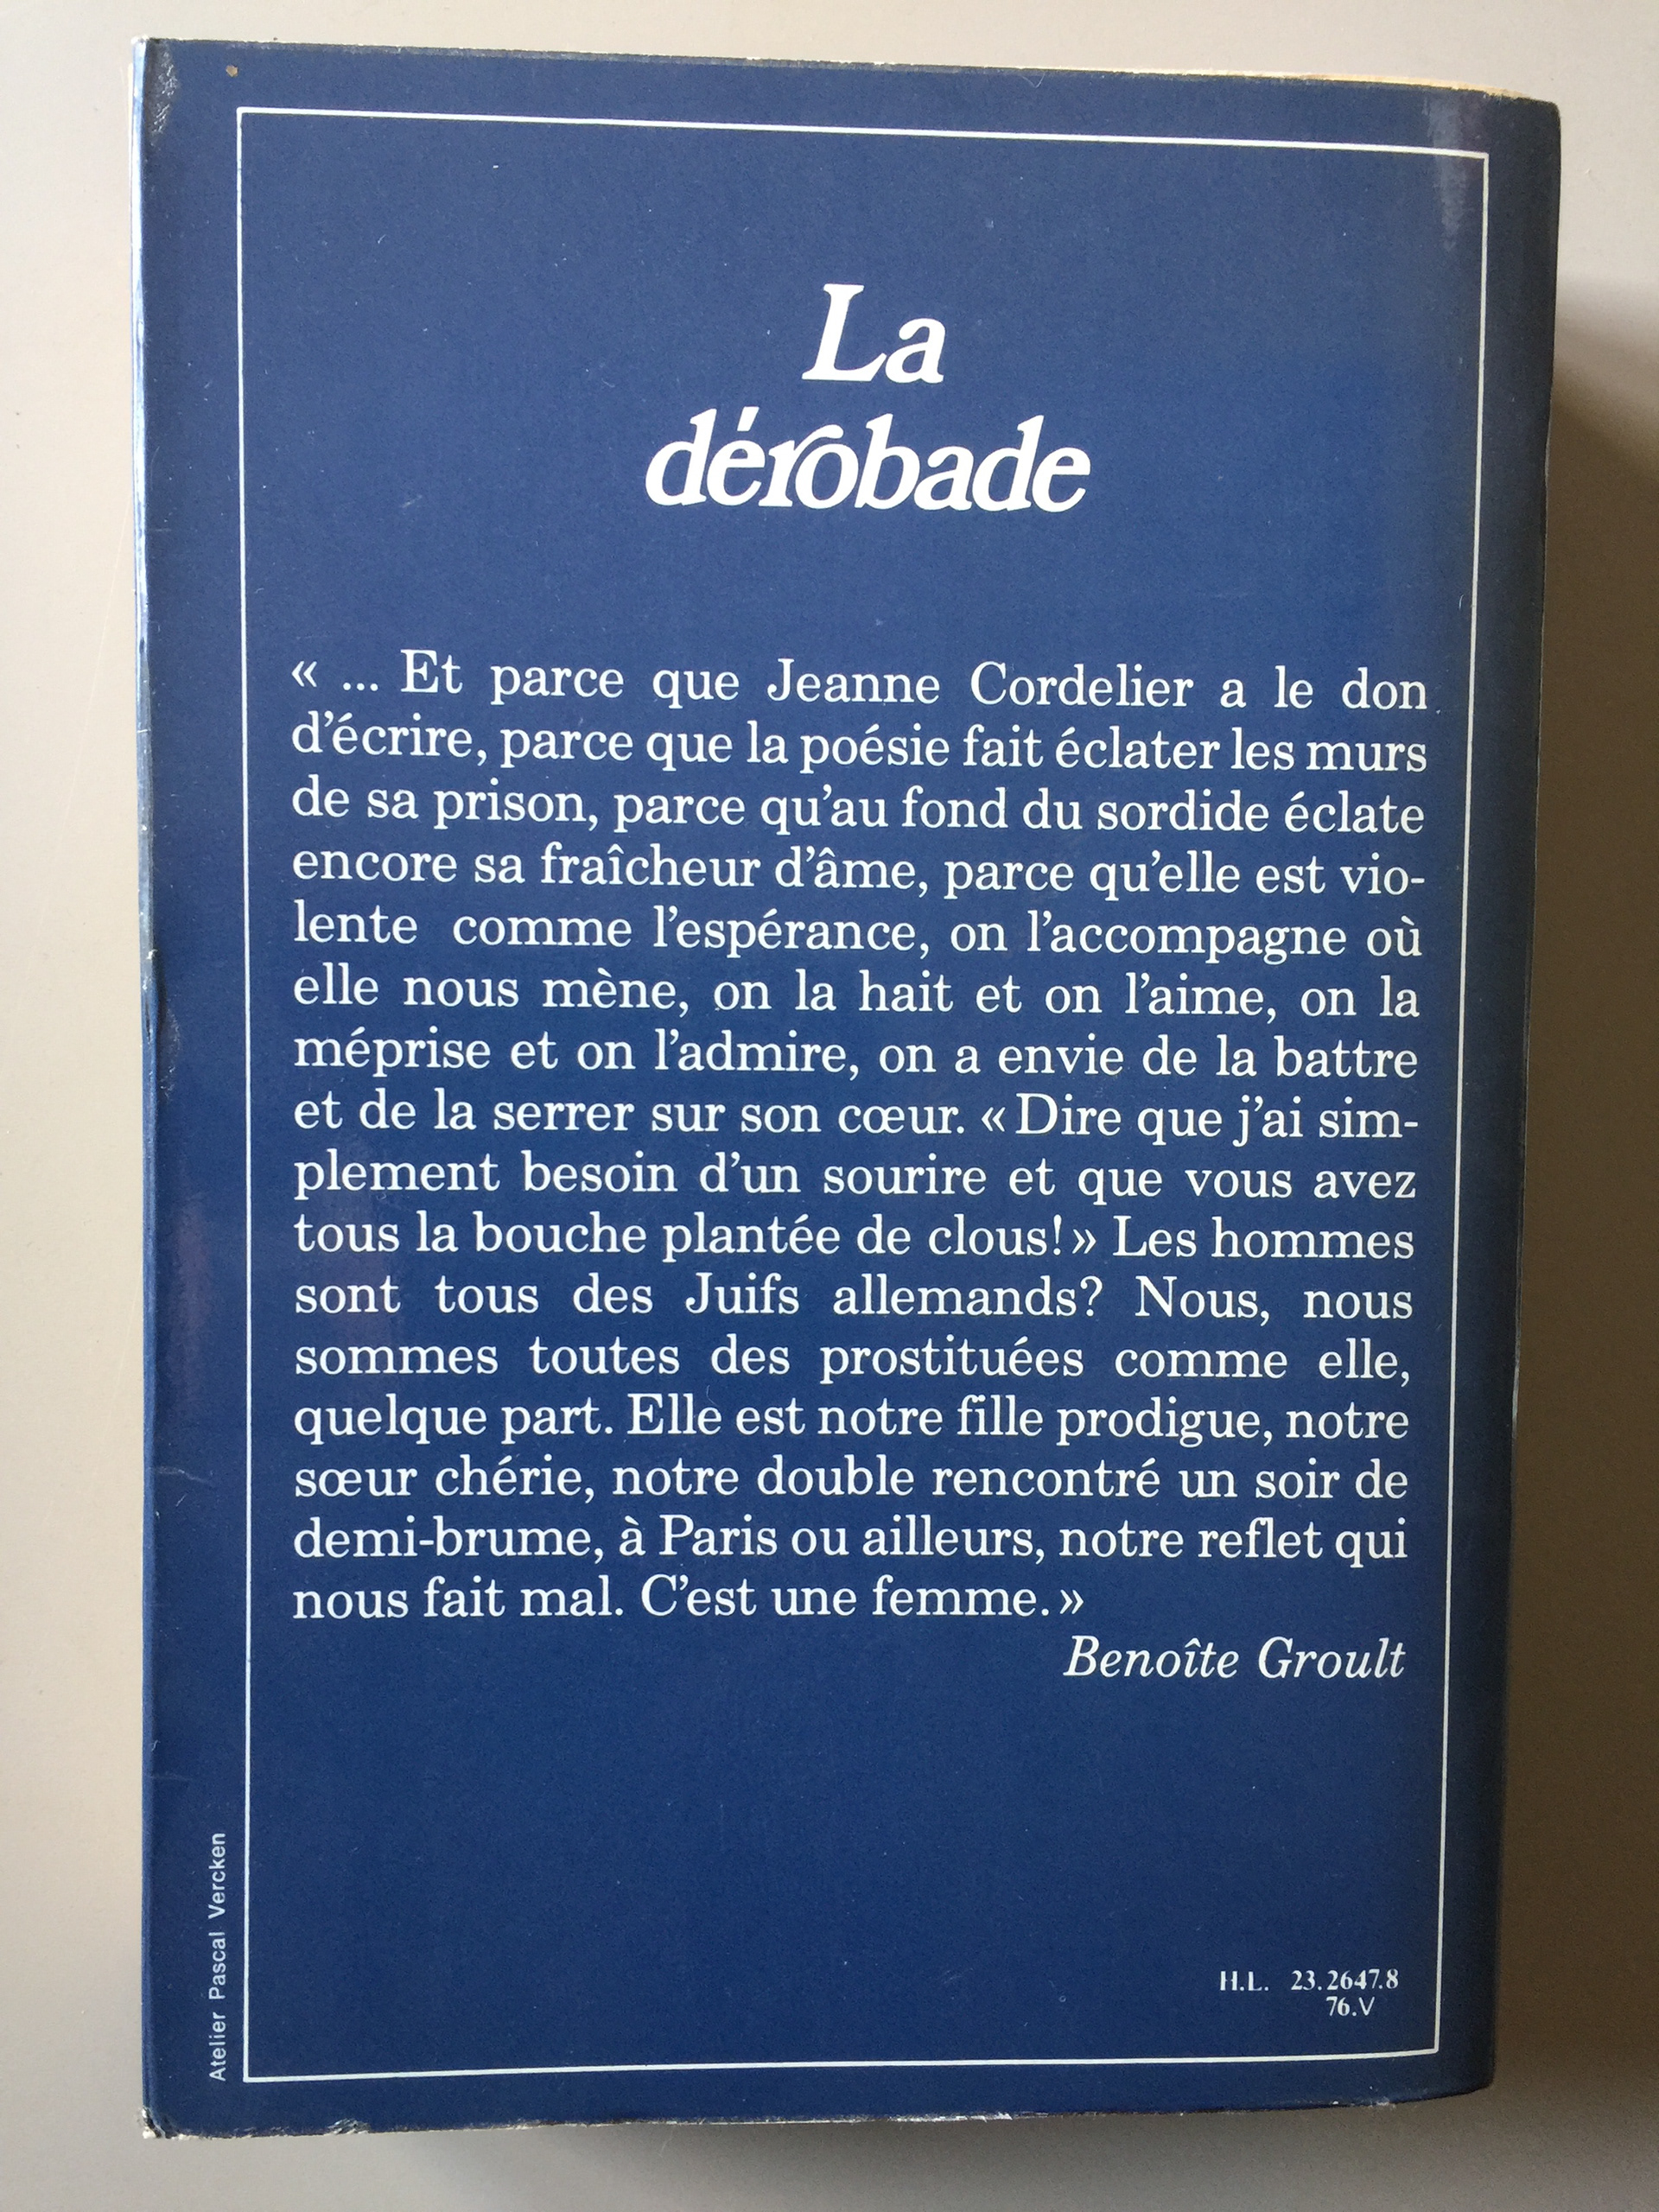 La
dérobade
« ... Et parce que Jeanne Cordelier a le don
d'écrire, parce que la poésie fait éclater les murs
de sa prison, parce qu'au fond du sordide éclate
encore sa fraîcheur d'âme, parce qu'elle est vio-
lente comme l'espérance, on l'accompagne où
elle nous mène, on la hait et on l'aime, on la
méprise et on l'admire, on a envie de la battre
et de la serrer sur son cœur. « Dire que j'ai sim-
plement besoin d'un sourire et que vous avez
tous la bouche plantée de clous! » Les hommes
sont tous des Juifs allemands? Nous, nous
sommes toutes des prostituées comme elle,
quelque part. Elle est notre fille prodigue, notre
sœur chérie, notre double rencontré un soir de
demi-brume, à Paris ou ailleurs, notre reflet qui
nous fait mal. C'est une femme. »
Benoîte Groult
Atelier Pascal Vercken
H.L. 23.2647.8
76.V